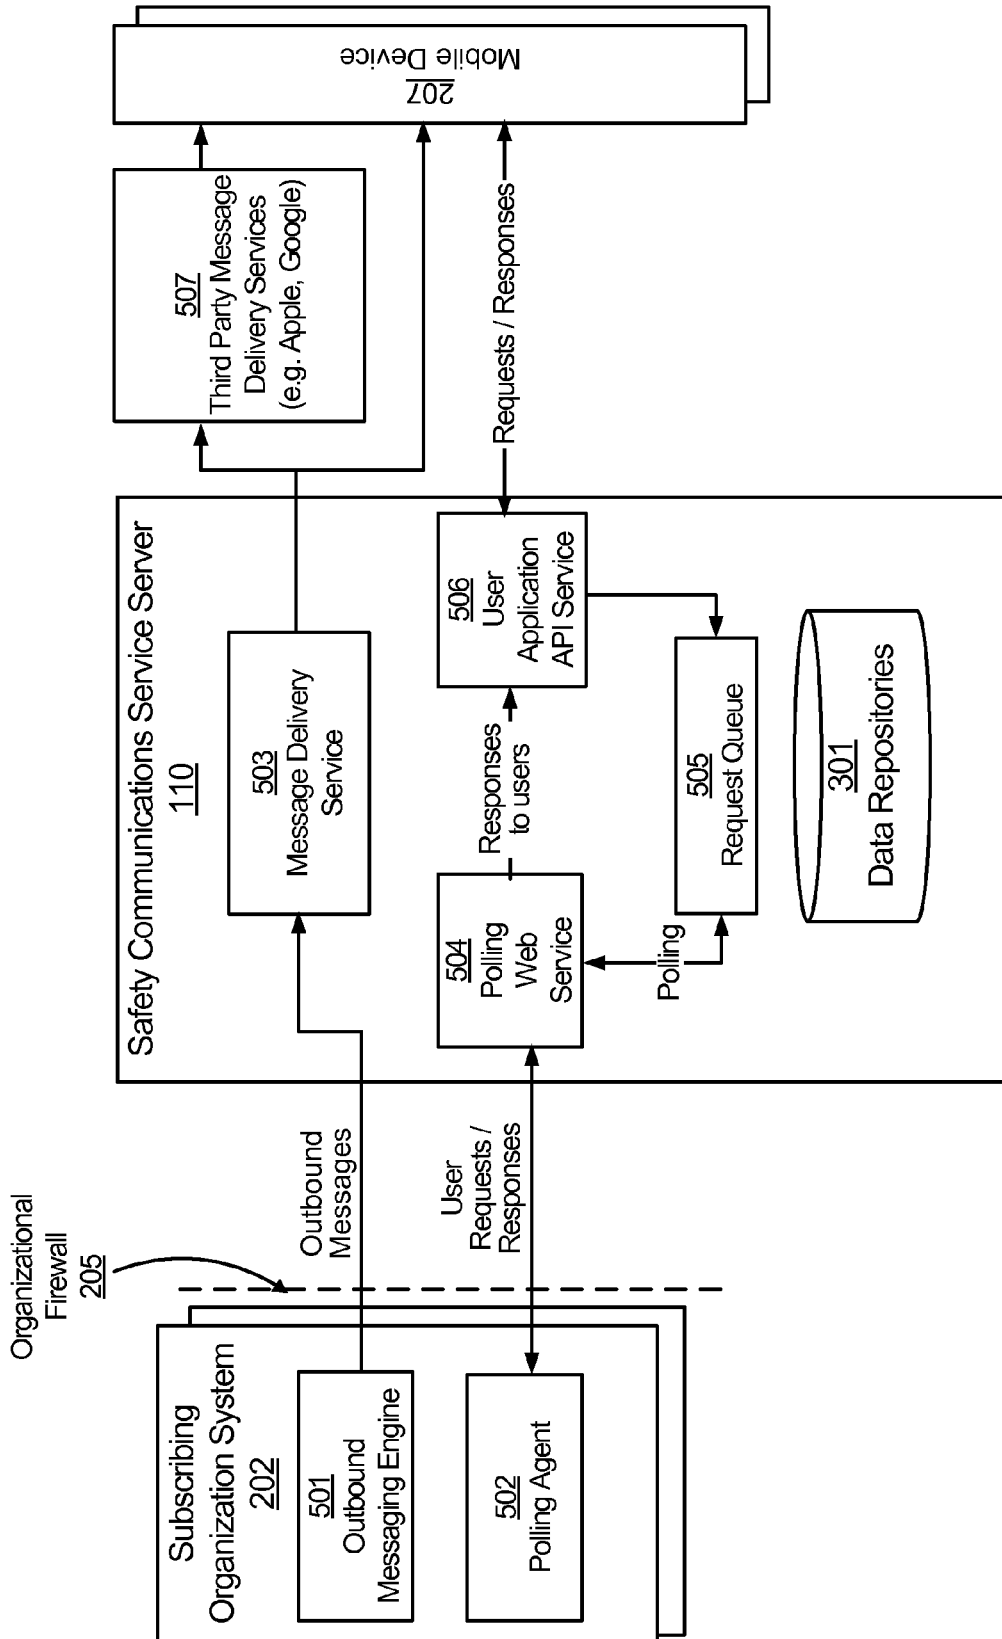 Organizational
Firewall
205
Subscribing
Organization System
202
501
Outbound
Messaging Engine
502
Polling Agent
Outbound
Messages
User
Requests /
Responses
Safety Communications Service Server
110
503
Message Delivery
Service
504
Polling
Web
Service
Responses
to users
506
User
Application
API Service
Polling
505
Request Queue
301
Data Repositories
507
Third Party Message
Delivery Services
(e.g. Apple, Google)
Requests / Responses
207
Mobile Device